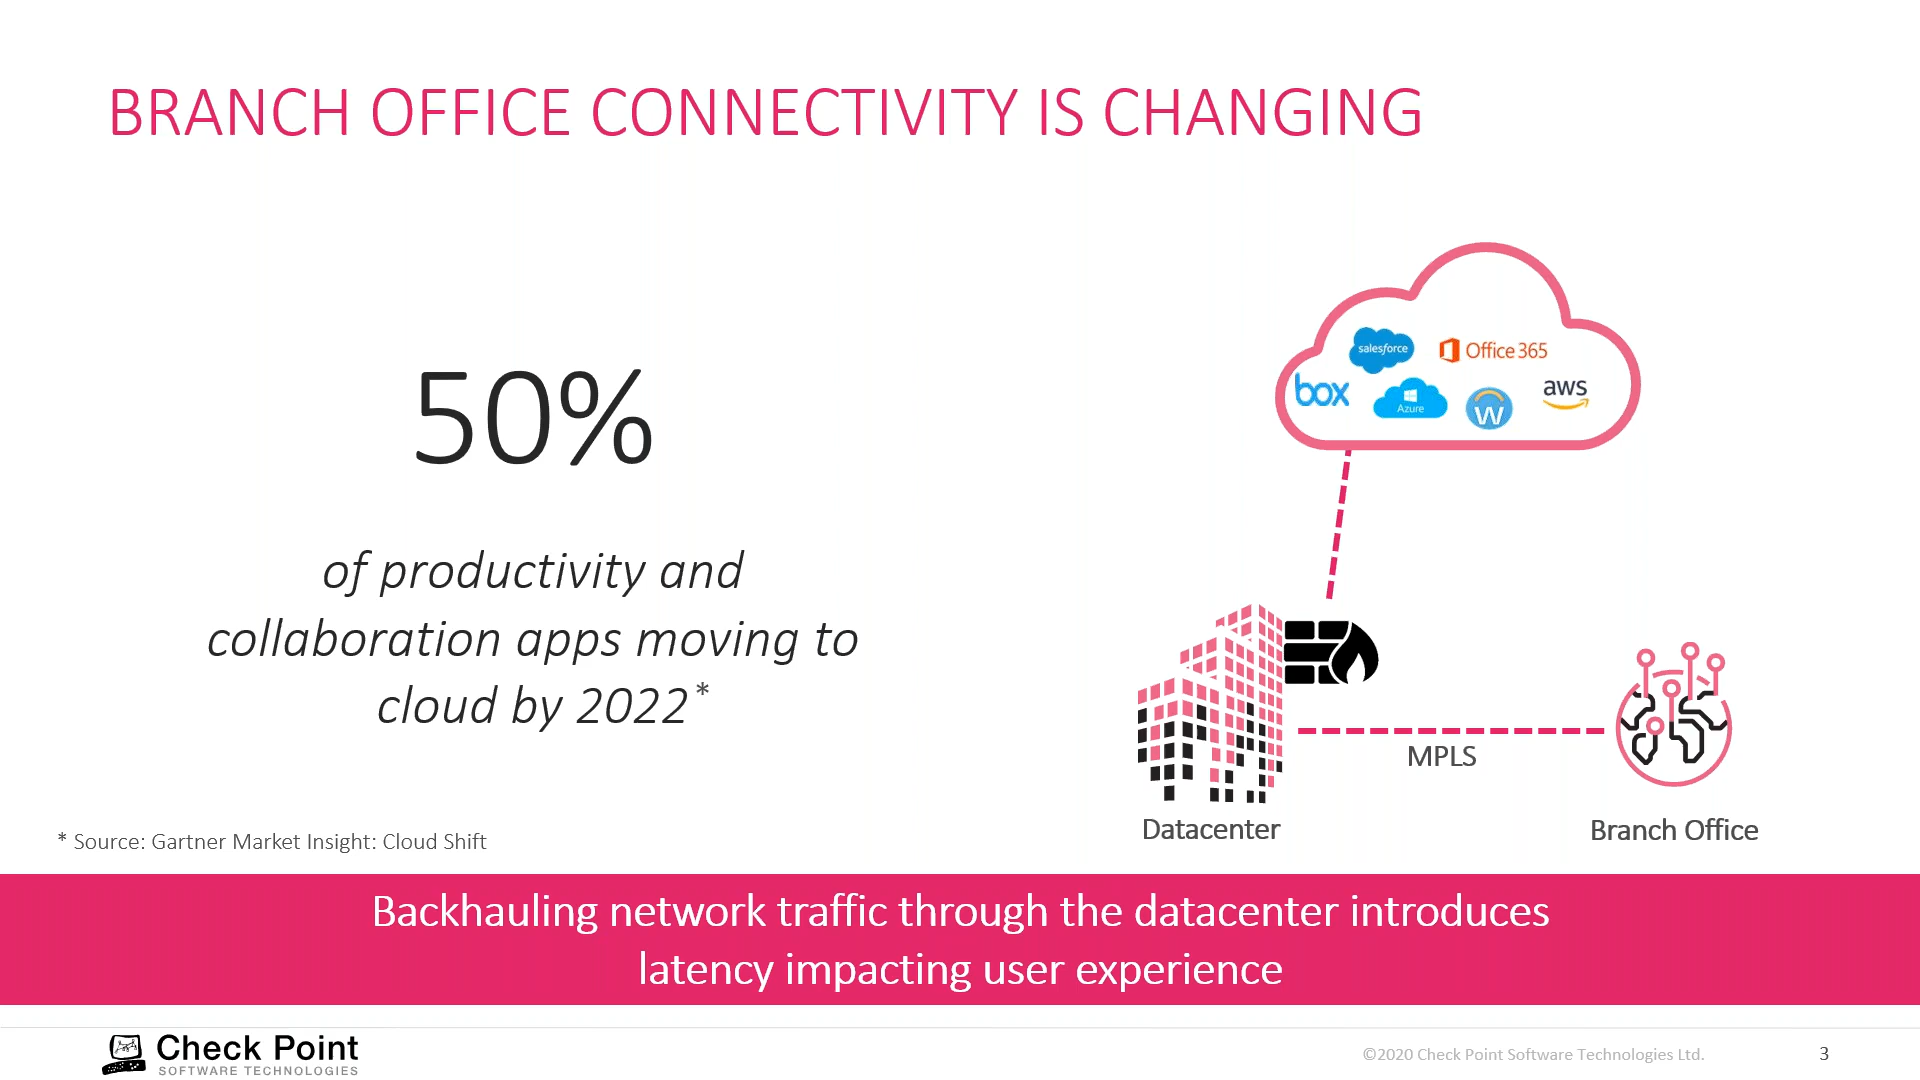 BRANCH OFFICE CONNECTIVITY IS CHANGING
50%
of productivity and
collaboration apps moving to
cloud by 2022*
* Source: Gartner Market Insight: Cloud Shift
salesforce
Office 365
box
Azure
W
aws
MPLS
Datacenter
Branch Office
Backhauling network traffic through the datacenter introduces
latency impacting user experience
Check Point
SOFTWARE TECHNOLOGIES
©2020 Check Point Software Technologies Ltd.
3